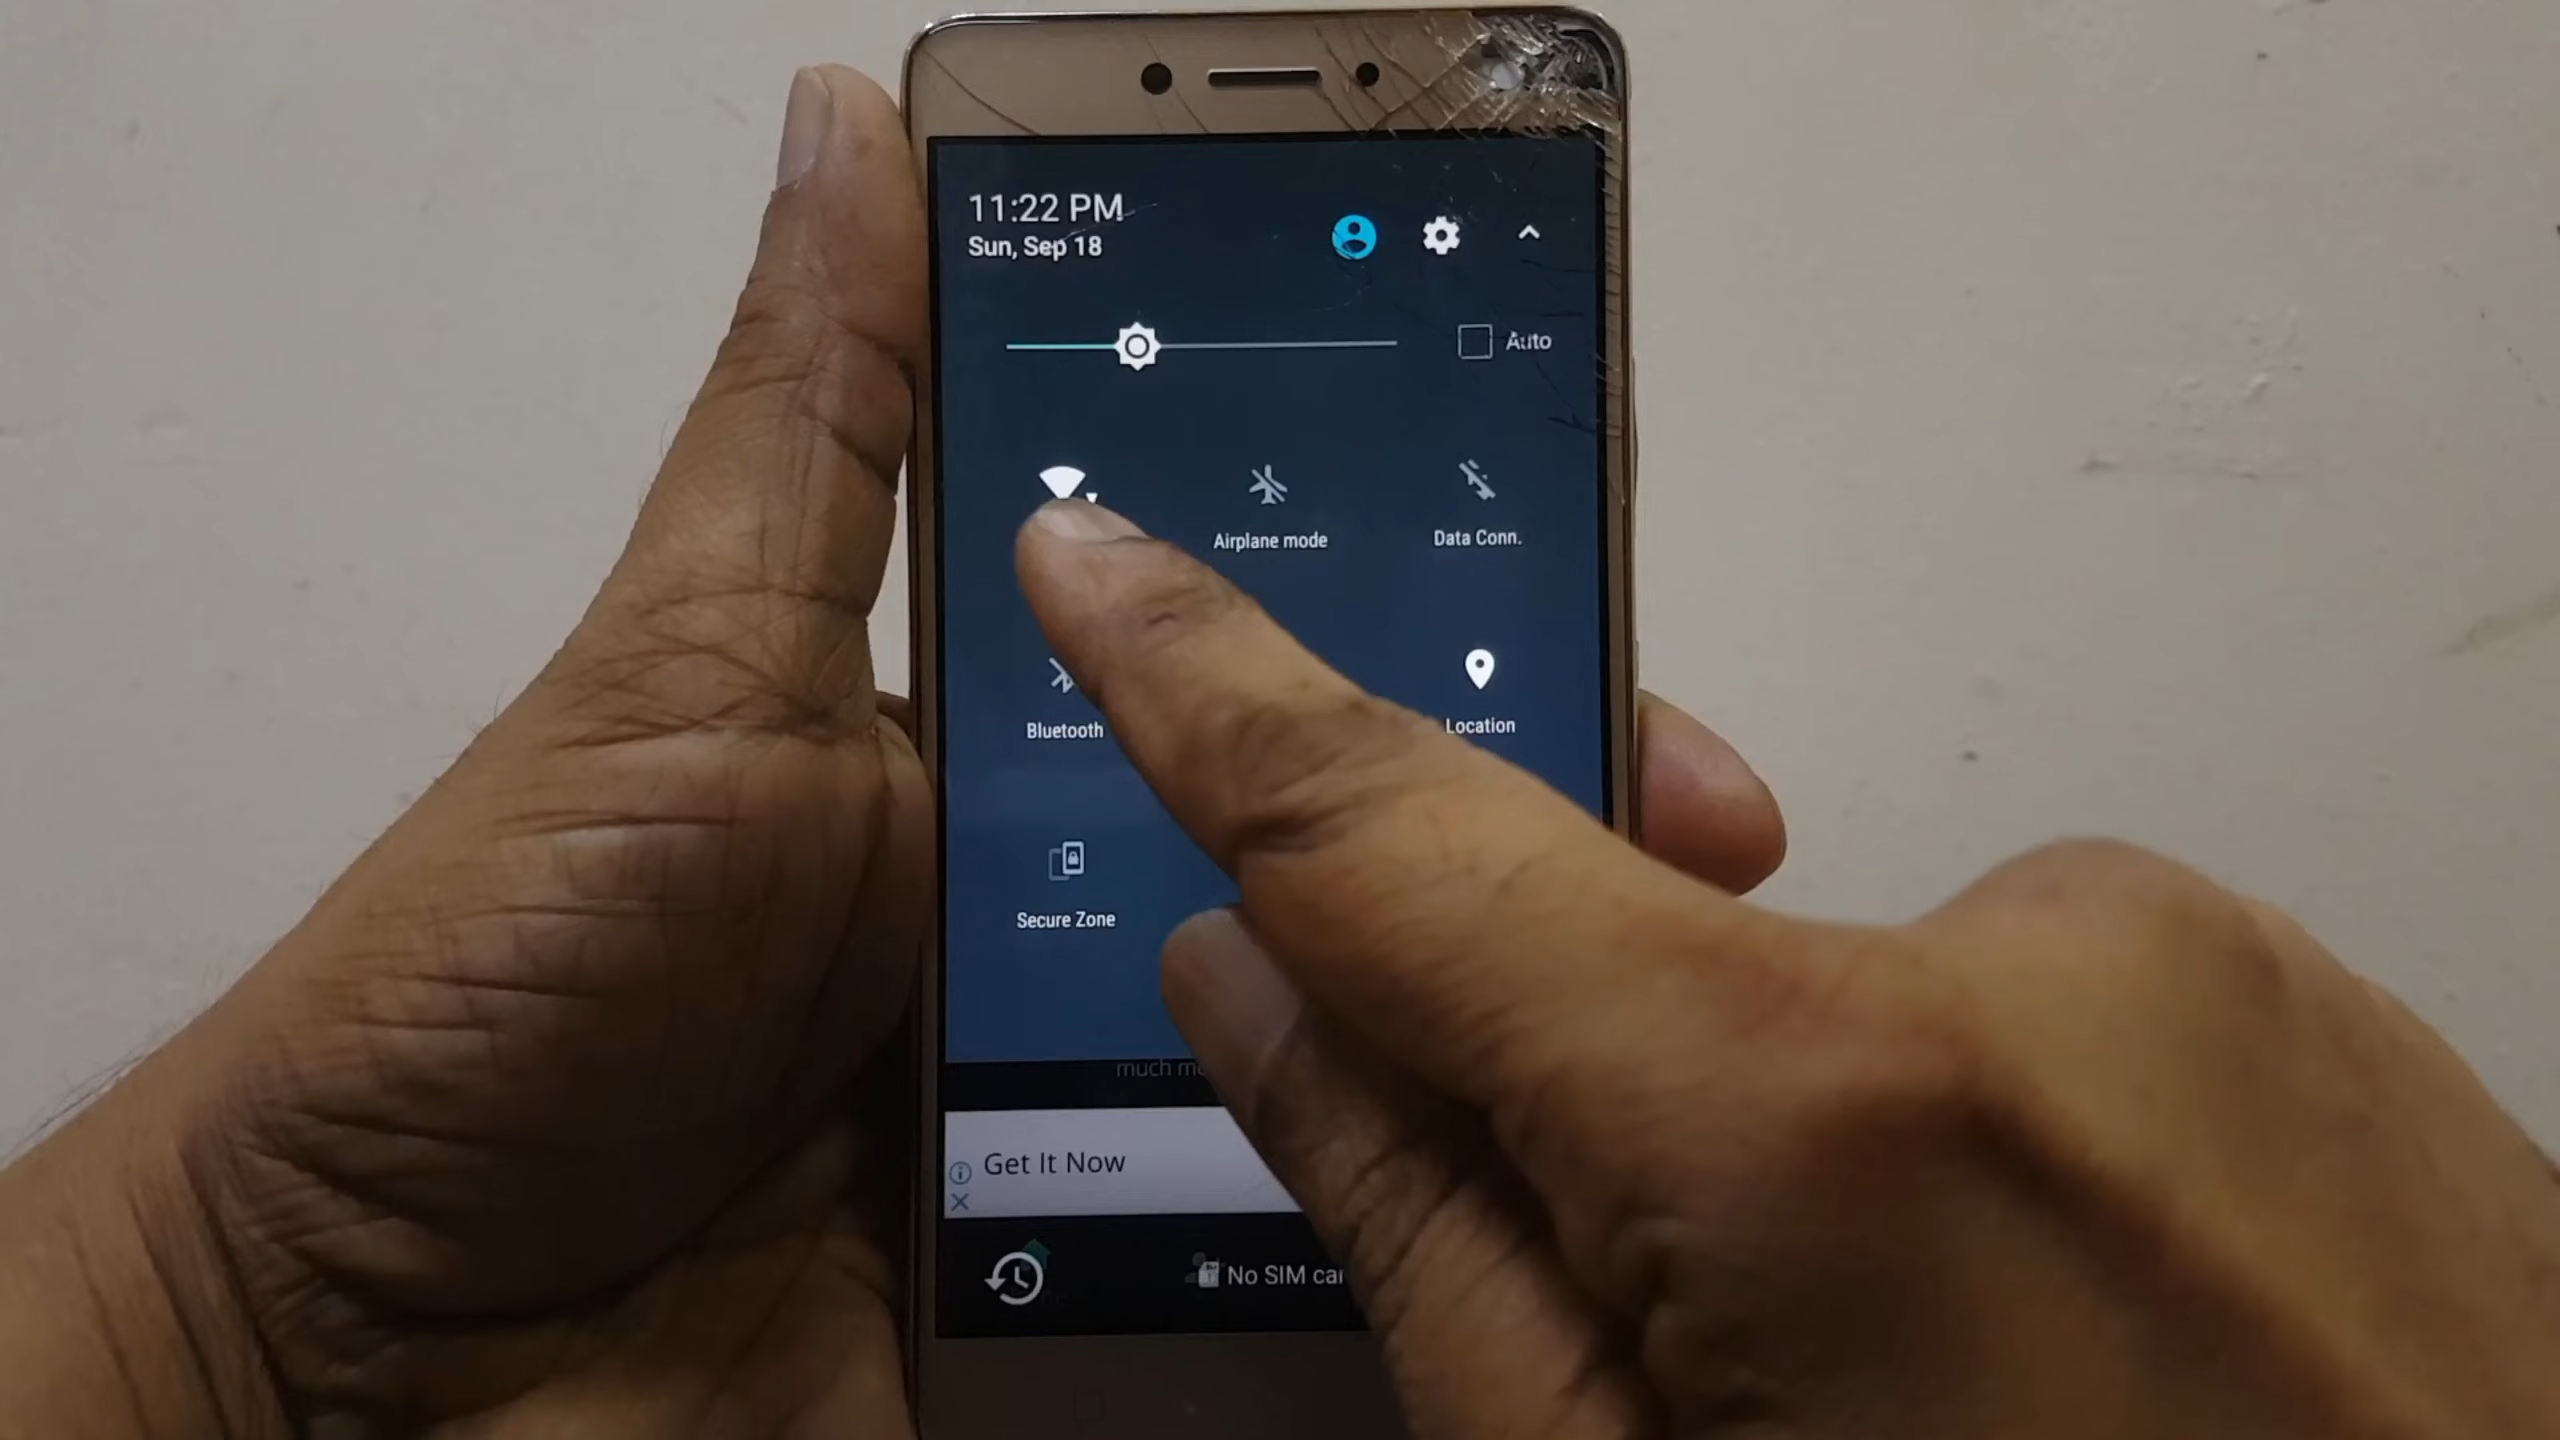 11:22 PM
Sun, Sep 18
Auto
Airplane mode
Data Conn.
Bluetooth
Location
Secure Zone
much
Get It Now
No SIM